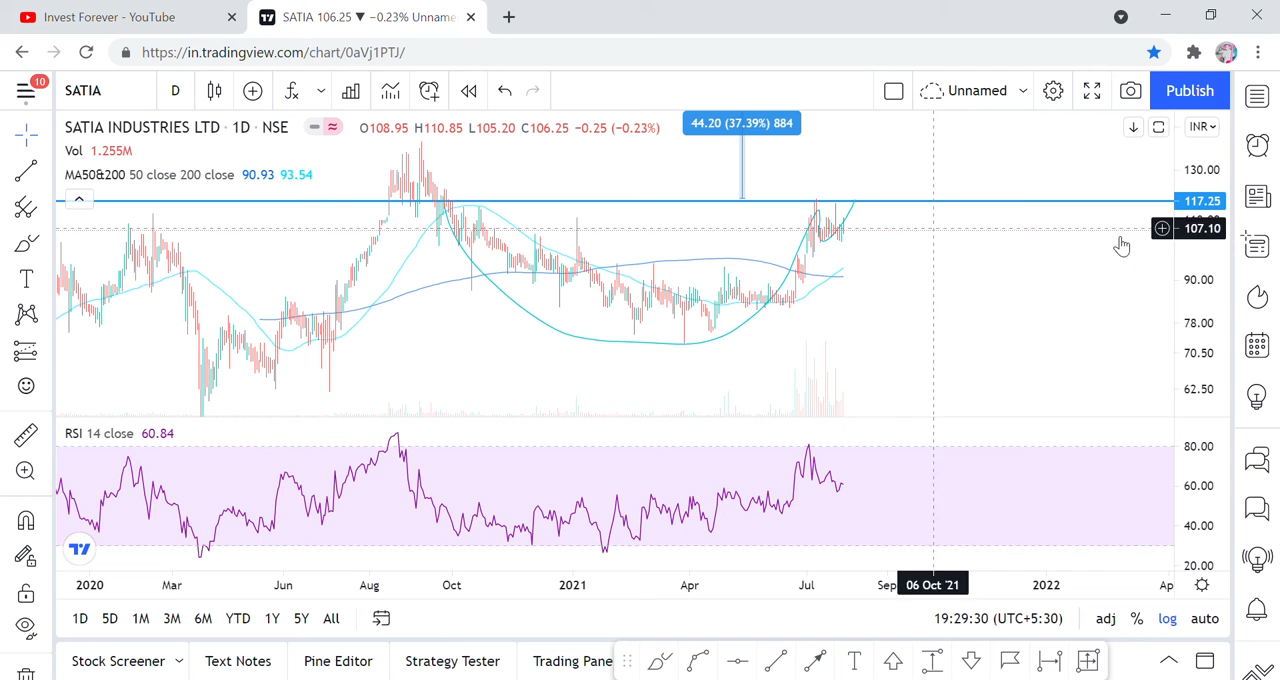 Invest Forever - YouTube
SATIA 106.25 ▼ −0.23% Unname
https://in.tradingview.com/chart/0aVj1PTJ/
10
SATIA
D
Unnamed
Publish
SATIA INDUSTRIES LTD · 1D · NSE
O108.95 H110.85 L105.20 C106.25 −0.25 (−0.23%)
44.20 (37.39%) 884
INR
Vol 1.255M
MA50&200 50 close 200 close 90.93 93.54
130.00
117.25
107.10
90.00
78.00
70.50
62.50
RSI 14 close 60.84
80.00
60.00
40.00
20.00
2020 Mar Jun Aug Oct 2021 Apr Jul Sep 06 Oct '21 2022 Ap
1D 5D 1M 3M 6M YTD 1Y 5Y All
19:29:30 (UTC+5:30) adj % log auto
Stock Screener Text Notes Pine Editor Strategy Tester Trading Pane